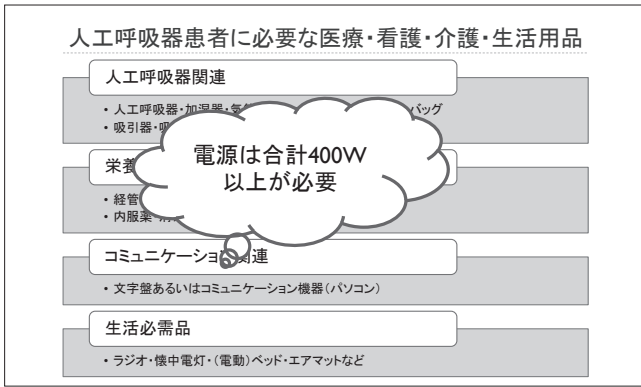 人工呼吸器患者に必要な医療・看護・介護・生活用品
人工呼吸器関連
• 人工呼吸器・加湿器・ バッグ
• 吸引器・
電源は合計400W
以上が必要
栄養
• 経管
• 内服薬・
コミュニケーション関連
• 文字盤あるいはコミュニケーション機器(パソコン)
生活必需品
• ラジオ・懐中電灯・(電動)ベッド・エアマットなど